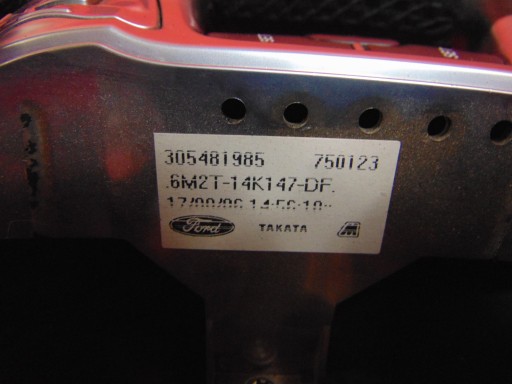 305481985 750123
.6M2T-14K147-DF.
Ford TAKATA